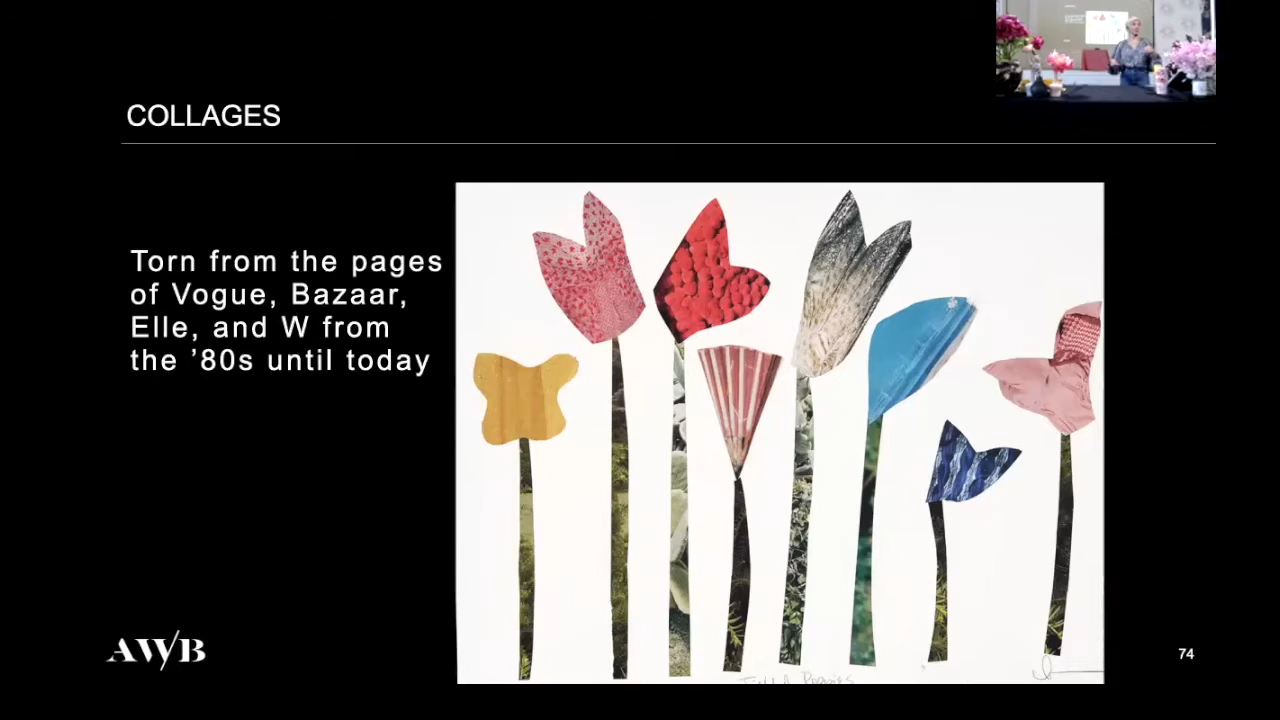 COLLAGES
Torn from the pages
of Vogue, Bazaar,
Elle, and W from
the ’80s until today
AWB
74